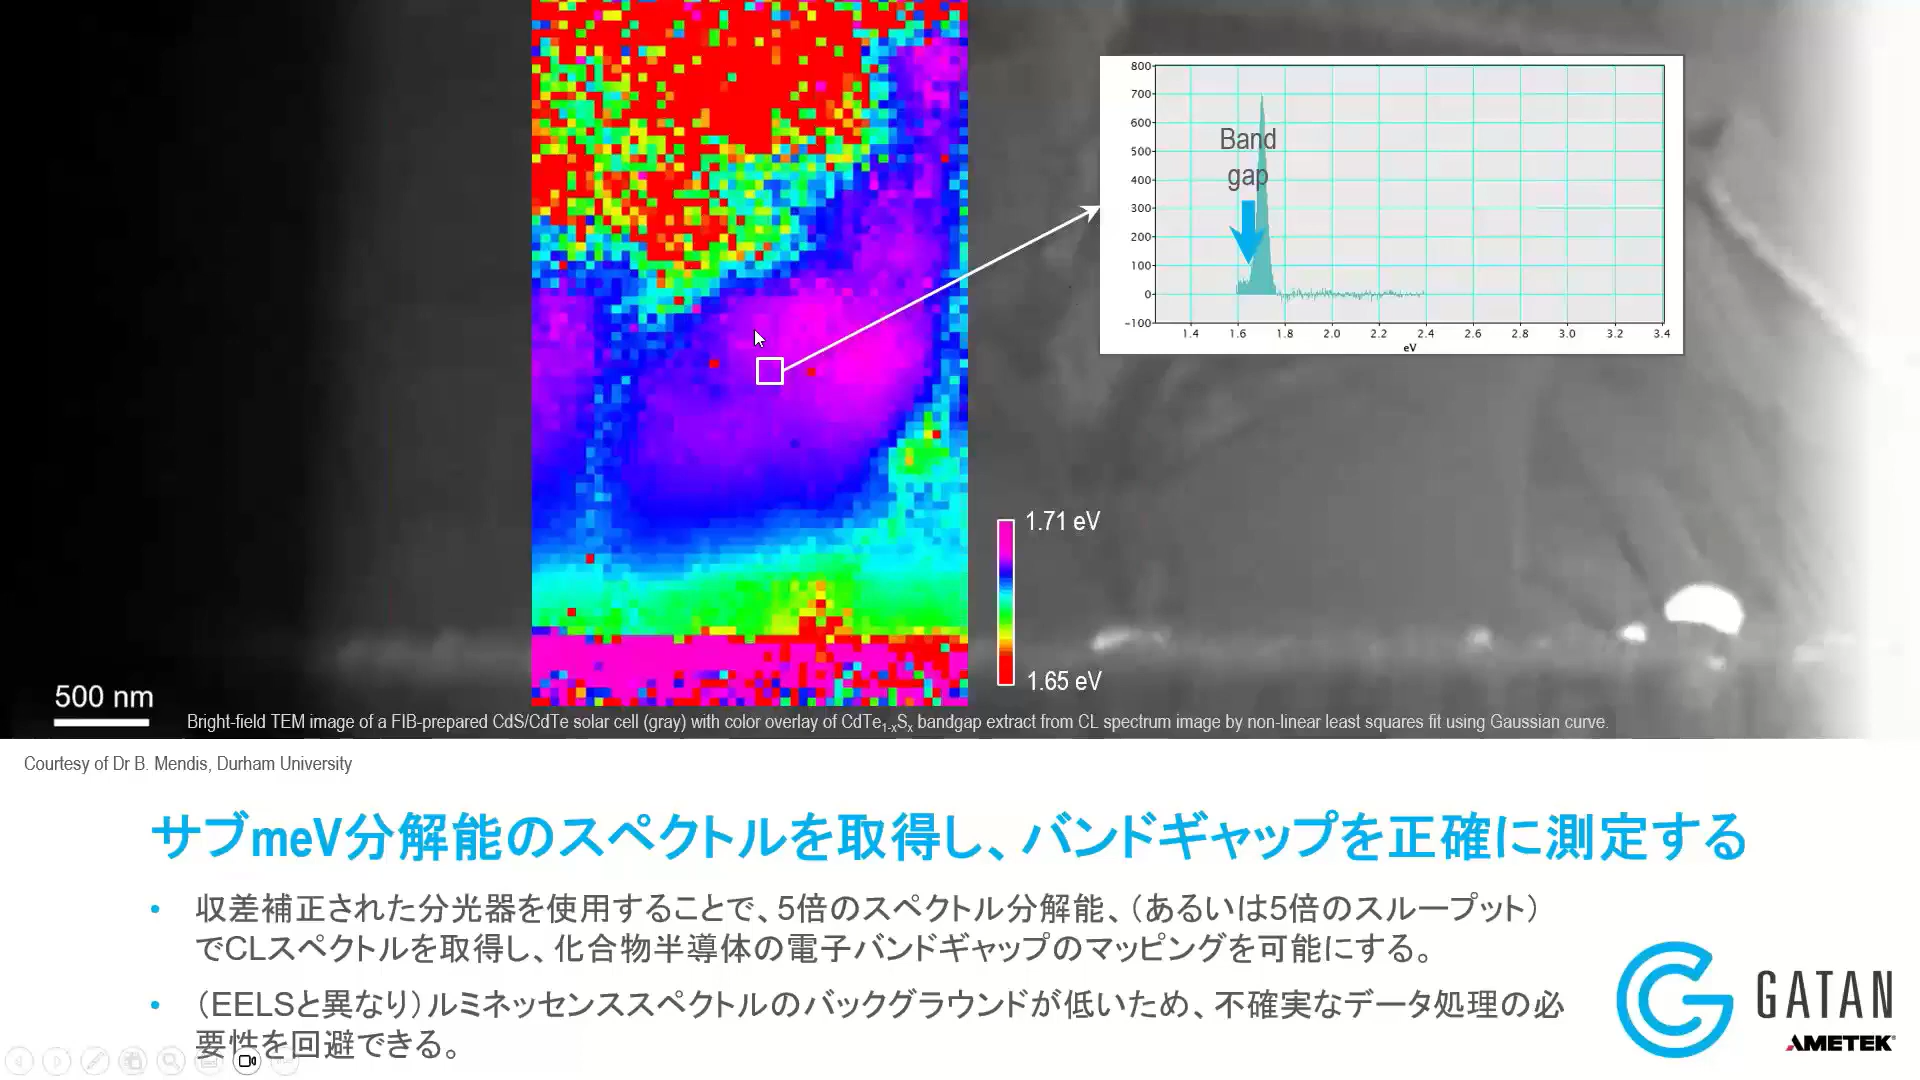 800
700
600
500
400
300
200
100
0
-100
1.4 1.6 1.8 2.0 2.2 2.4 2.6 2.8 3.0 3.2 3.4
eV
Band
gap
1.71 eV
1.65 eV
500 nm
Bright-field TEM image of a FIB-prepared CdS/CdTe solar cell (gray) with color overlay of CdTe1-xSx bandgap extract from CL spectrum image by non-linear least squares fit using Gaussian curve.
Courtesy of Dr B. Mendis, Durham University
サブmeV分解能のスペクトルを取得し、バンドギャップを正確に測定する
• 収差補正された分光器を使用することで、5倍のスペクトル分解能、（あるいは5倍のスループット）
でCLスペクトルを取得し、化合物半導体の電子バンドギャップのマッピングを可能にする。
• （EELSと異なり）ルミネッセンススペクトルのバックグラウンドが低いため、不確実なデータ処理の必
要性を回避できる。
GATAN
AMETEK